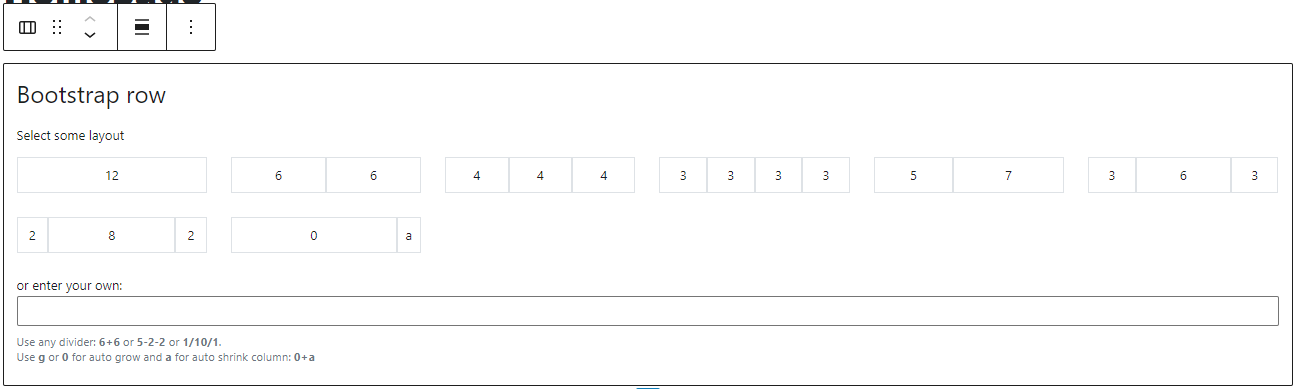 Bootstrap row
Select some layout
12 6 6 4 4 4 3 3 3 3 5 7 3 6 3
2 8 2 0 a
or enter your own:
Use any divider: 6+6 or 5-2-2 or 1/10/1.
Use g or 0 for auto grow and a for auto shrink column: 0+a